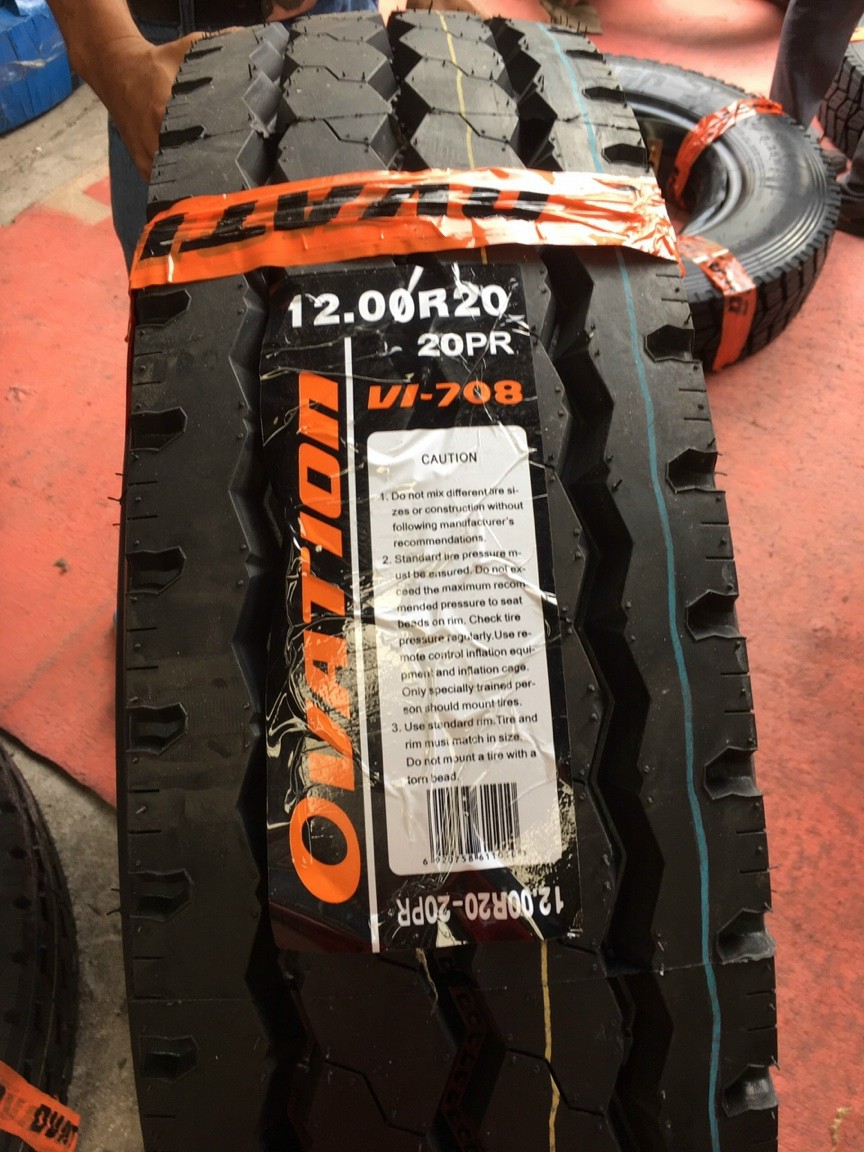 OVATI
12.00R20
20PR
VI-708
OVATION
CAUTION
1. Do not mix different tire si-
zes or construction without
following manufacturer's
recommendations.
2. Standard tire pressure m-
ust be ensured. Do not ex-
ceed the maximum recom
mended pressure to seat
beads on rim. Check tire
pressure regularly.Use re-
mote control inflation equi-
pment and inflation cage.
Only specially trained per-
son should mount tires.
3. Use standard rim.Tire and
rim must match in size.
Do not mount a tire with a
torn bead.
12.00R20-20PR
OVAT